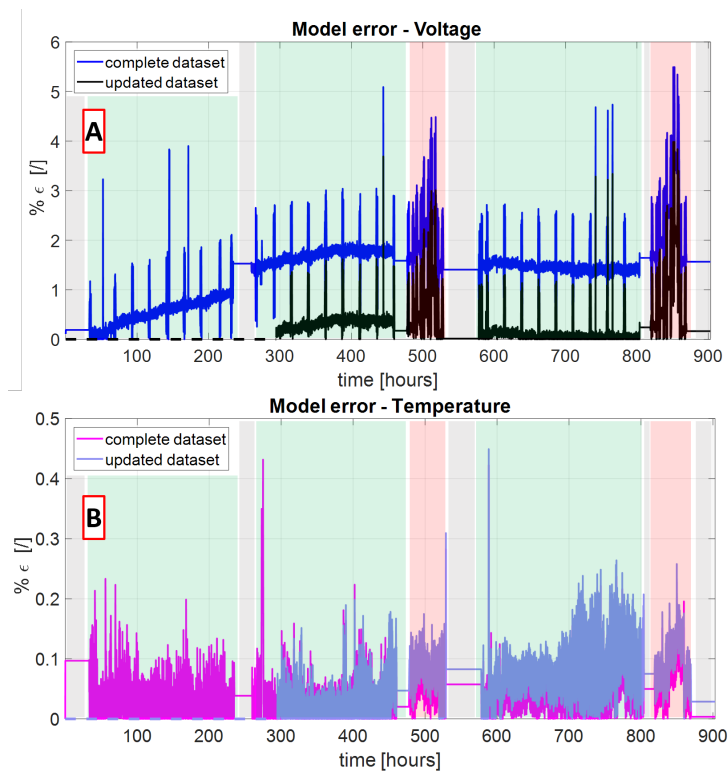 Model error - Voltage
complete dataset
updated dataset
A
% ϵ [/]
6
5
4
3
2
1
0
100 200 300 400 500 600 700 800 900
time [hours]
Model error - Temperature
complete dataset
updated dataset
B
% ϵ [/]
0.5
0.4
0.3
0.2
0.1
0
100 200 300 400 500 600 700 800 900
time [hours]